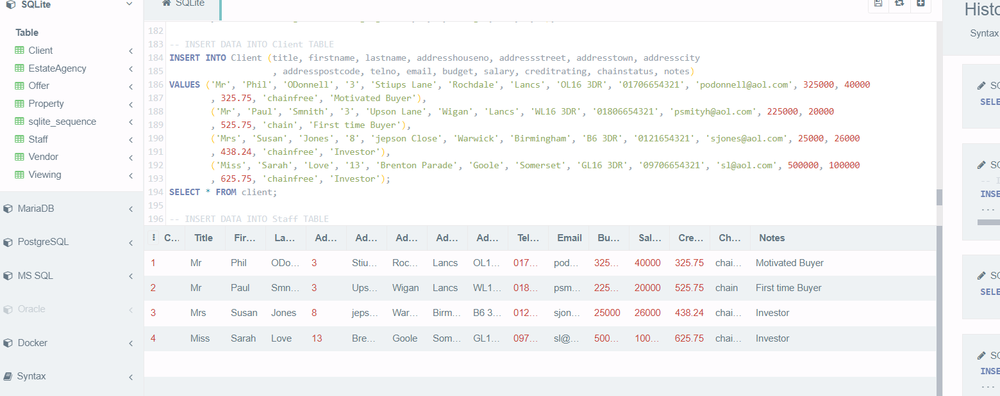 SQLite
Table
Client
EstateAgency
Offer
Property
sqlite_sequence
Staff
Vendor
Viewing
MariaDB
PostgreSQL
MS SQL
Oracle
Docker
Syntax
SQLite
182
183 -- INSERT DATA INTO Client TABLE
184 INSERT INTO Client (title, firstname, lastname, addresshouseno, addressstreet, addresstown, addresscity
185 , addresspostcode, telno, email, budget, salary, creditrating, chainstatus, notes)
186 VALUES ('Mr', 'Phil', 'ODonnell', '3', 'Stiups Lane', 'Rochdale', 'Lancs', 'OL16 3DR', '01706654321', 'podonnell@aol.com', 325000, 40000
187 , 325.75, 'chainfree', 'Motivated Buyer'),
188 ('Mr', 'Paul', 'Smnith', '3', 'Upson Lane', 'Wigan', 'Lancs', 'WL16 3DR', '01806654321', 'psmityh@aol.com', 225000, 20000
189 , 525.75, 'chain', 'First time Buyer'),
190 ('Mrs', 'Susan', 'Jones', '8', 'jepson Close', 'Warwick', 'Birmingham', 'B6 3DR', '0121654321', 'sjones@aol.com', 25000, 26000
191 , 438.24, 'chainfree', 'Investor'),
192 ('Miss', 'Sarah', 'Love', '13', 'Brenton Parade', 'Goole', 'Somerset', 'GL16 3DR', '09706654321', 'sl@aol.com', 500000, 100000
193 , 625.75, 'chainfree', 'Investor');
194 SELECT * FROM client;
195
196 -- INSERT DATA INTO Staff TABLE
C... Title Fir... La... Ad... Ad... Ad... Ad... Ad... Tel... Email Bu... Sal... Cre... Ch... Notes
1 Mr Phil ODo... 3 Stiu... Roc... Lancs OL1... 017... pod... 325... 40000 325.75 chai... Motivated Buyer
2 Mr Paul Smn... 3 Ups... Wigan Lancs WL1... 018... psm... 225... 20000 525.75 chain First time Buyer
3 Mrs Susan Jones 8 jeps... War... Birm... B6 3... 012... sjon... 25000 26000 438.24 chai... Investor
4 Miss Sarah Love 13 Bre... Goole Som... GL1... 097... sl@... 500... 100... 625.75 chai... Investor
Histo
Syntax
SQ
SELE
SQ
-- I
INSE
...
SQ
SELE
SQ
INSE
...